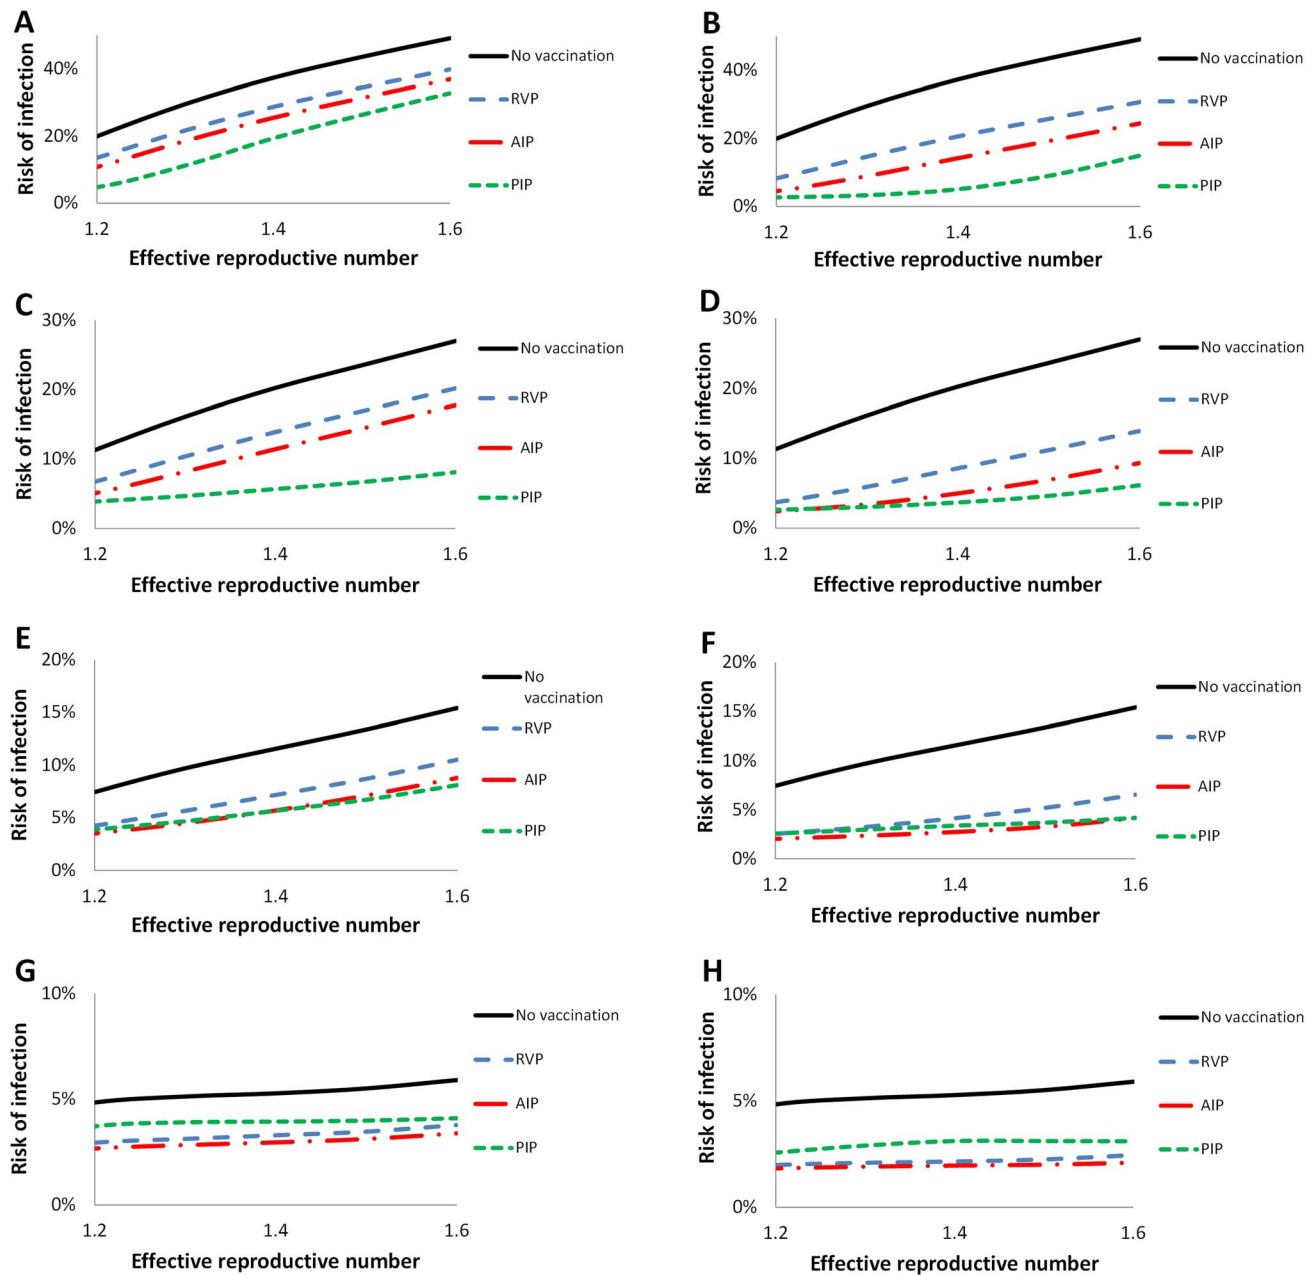 A
Risk of infection
40%
20%
0%
1.2
1.4
1.6
Effective reproductive number
No vaccination
RVP
AIP
PIP
B
Risk of infection
40%
20%
0%
1.2
1.4
1.6
Effective reproductive number
No vaccination
RVP
AIP
PIP
C
Risk of infection
30%
20%
10%
0%
1.2
1.4
1.6
Effective reproductive number
No vaccination
RVP
AIP
PIP
D
Risk of infection
30%
20%
10%
0%
1.2
1.4
1.6
Effective reproductive number
No vaccination
RVP
AIP
PIP
E
Risk of infection
20%
15%
10%
5%
0%
1.2
1.4
1.6
Effective reproductive number
No
vaccination
RVP
AIP
PIP
F
Risk of infection
20%
15%
10%
5%
0%
1.2
1.4
1.6
Effective reproductive number
No vaccination
RVP
AIP
PIP
G
Risk of infection
10%
5%
0%
1.2
1.4
1.6
Effective reproductive number
No vaccination
RVP
AIP
PIP
H
Risk of infection
10%
5%
0%
1.2
1.4
1.6
Effective reproductive number
No vaccination
RVP
AIP
PIP